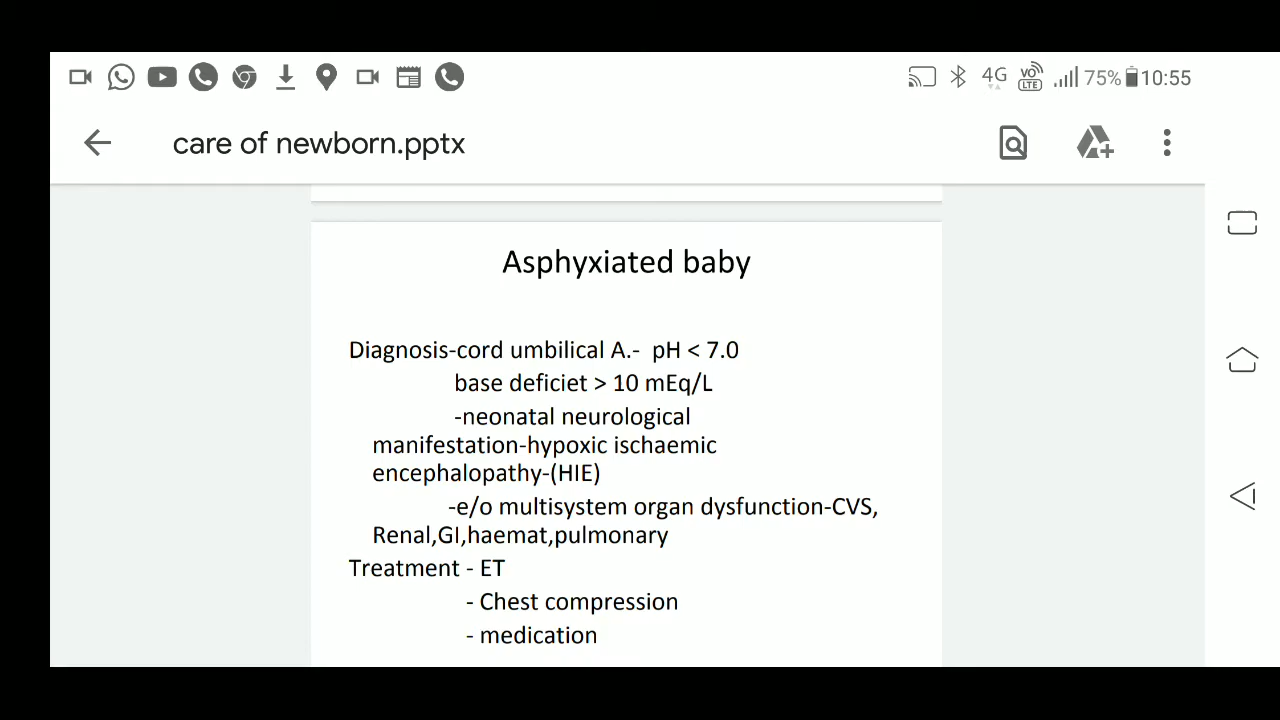 4G VO LTE 75% 10:55
care of newborn.pptx
Asphyxiated baby
Diagnosis-cord umbilical A.- pH < 7.0
base deficiet > 10 mEq/L
-neonatal neurological
manifestation-hypoxic ischaemic
encephalopathy-(HIE)
-e/o multisystem organ dysfunction-CVS,
Renal,GI,haemat,pulmonary
Treatment - ET
- Chest compression
- medication